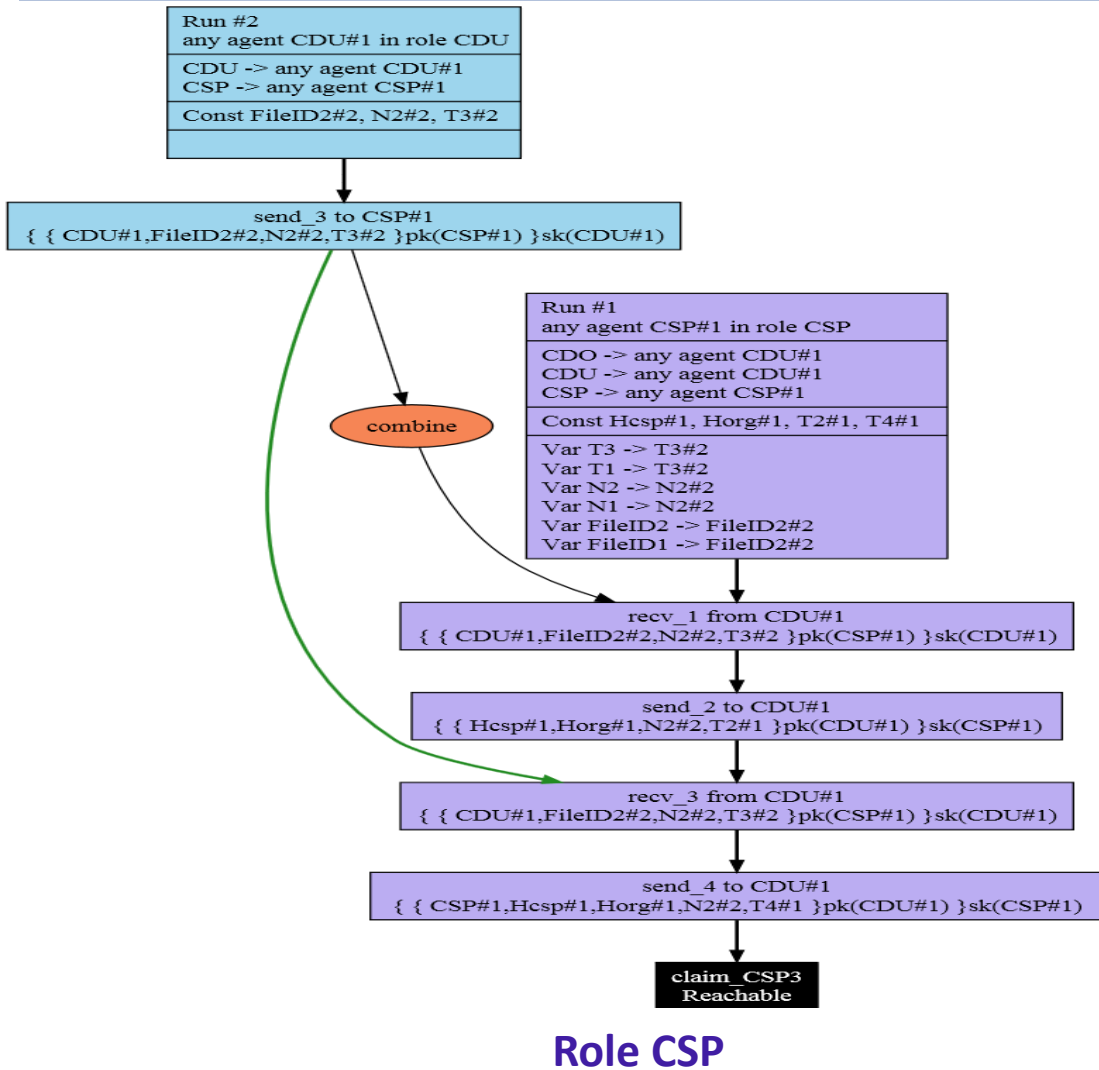 Run #2
any agent CDU#1 in role CDU
CDU -> any agent CDU#1
CSP -> any agent CSP#1
Const FileID2#2, N2#2, T3#2
send_3 to CSP#1
{ { CDU#1,FileID2#2,N2#2,T3#2 }pk(CSP#1) }sk(CDU#1)
combine
Run #1
any agent CSP#1 in role CSP
CDO -> any agent CDU#1
CDU -> any agent CDU#1
CSP -> any agent CSP#1
Const Hcsp#1, Horg#1, T2#1, T4#1
Var T3 -> T3#2
Var T1 -> T3#2
Var N2 -> N2#2
Var N1 -> N2#2
Var FileID2 -> FileID2#2
Var FileID1 -> FileID2#2
recv_1 from CDU#1
{ { CDU#1,FileID2#2,N2#2,T3#2 }pk(CSP#1) }sk(CDU#1)
send_2 to CDU#1
{ { Hcsp#1,Horg#1,N2#2,T2#1 }pk(CDU#1) }sk(CSP#1)
recv_3 from CDU#1
{ { CDU#1,FileID2#2,N2#2,T3#2 }pk(CSP#1) }sk(CDU#1)
send_4 to CDU#1
{ { CSP#1,Hcsp#1,Horg#1,N2#2,T4#1 }pk(CDU#1) }sk(CSP#1)
claim_CSP3
Reachable
Role CSP